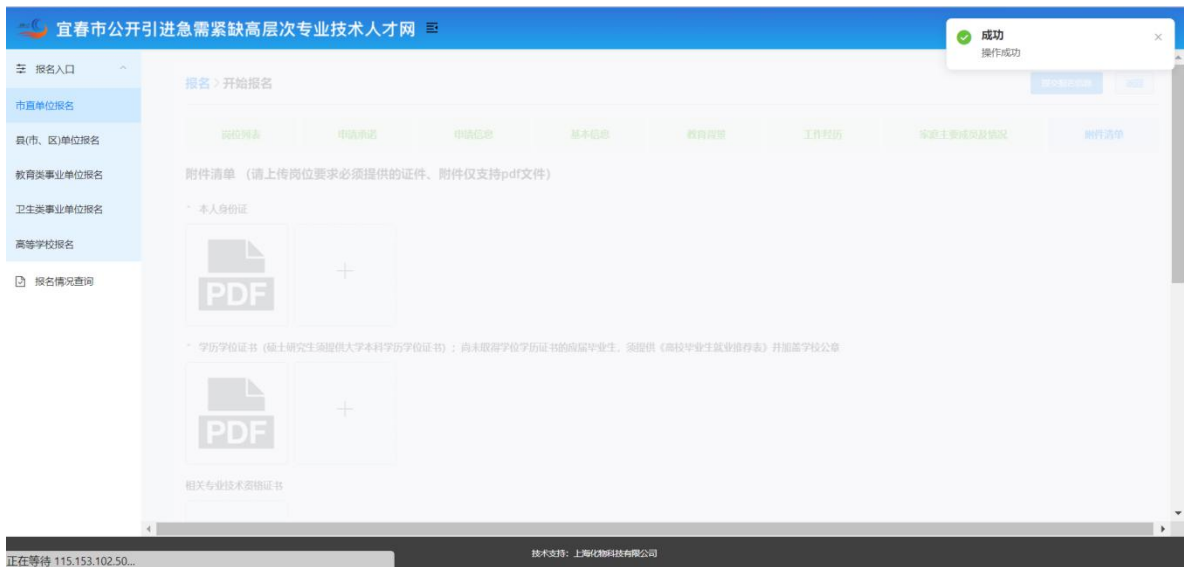 宜春市公开引进急需紧缺高层次专业技术人才网
成功
操作成功
报名入口
市直单位报名
县(市、区)单位报名
教育类事业单位报名
卫生类事业单位报名
高等学校报名
报名情况查询
报名 > 开始报名
岗位列表 申请承诺 申请信息 基本信息 教育背景 工作经历 家庭主要成员及情况 附件清单
附件清单 (请上传岗位要求必须提供的证件、附件仅支持pdf文件)
* 本人身份证
PDF
* 学历学位证书 (硕士研究生须提供大学本科学历学位证书) ; 尚未取得学校学历证书的应届毕业生, 须提供《高校毕业生就业推荐表》并加盖学校公章
PDF
相关专业技术资格证书
技术支持: 上海化物科技有限公司
正在等待 115.153.102.50...